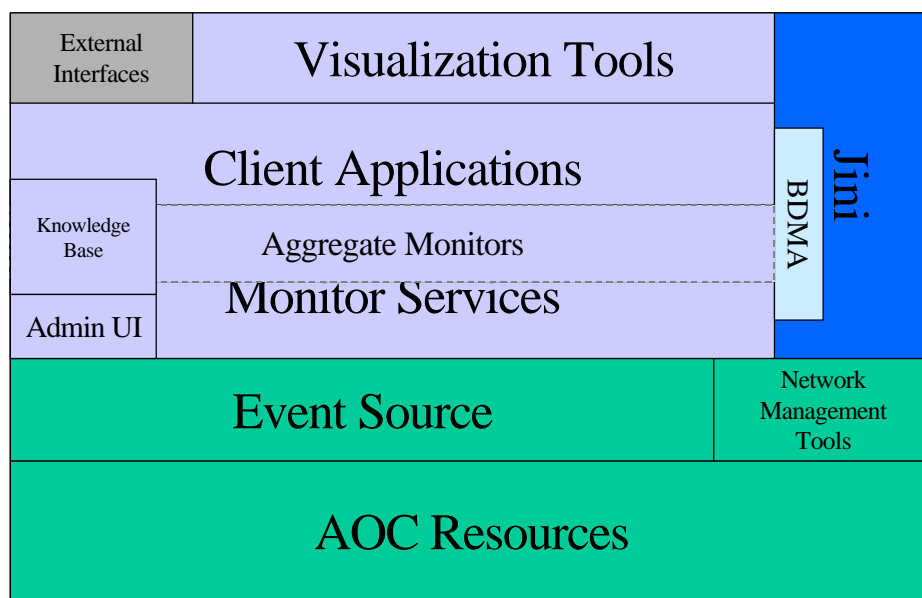 External
Interfaces
Visualization Tools
Jini
Client Applications
BDMA
Knowledge
Base
Aggregate Monitors
Monitor Services
Admin UI
Event Source
Network
Management
Tools
AOC Resources